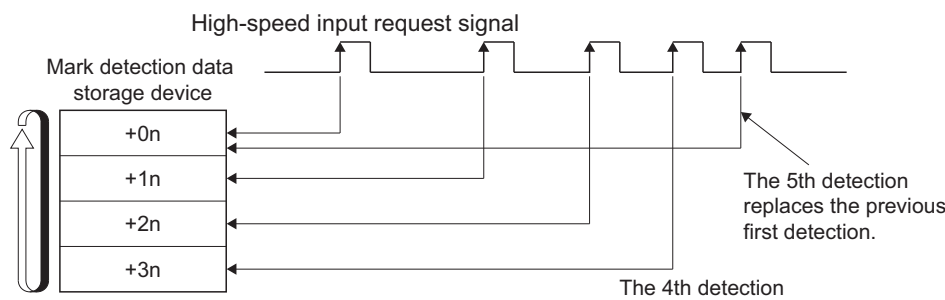 High-speed input request signal
Mark detection data
storage device
+0n
+1n
+2n
+3n
The 5th detection
replaces the previous
first detection.
The 4th detection